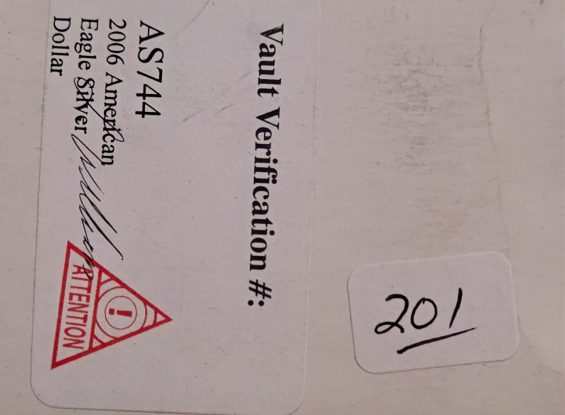 Vault Verification #:
AS744
2006 American
Eagle Silver
Dollar
ATTENTION
!
201